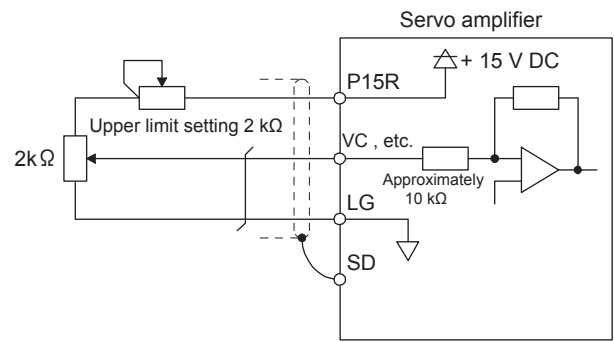 Servo amplifier
P15R
+ 15 V DC
Upper limit setting 2 kΩ
2kΩ
VC , etc.
Approximately
10 kΩ
LG
SD